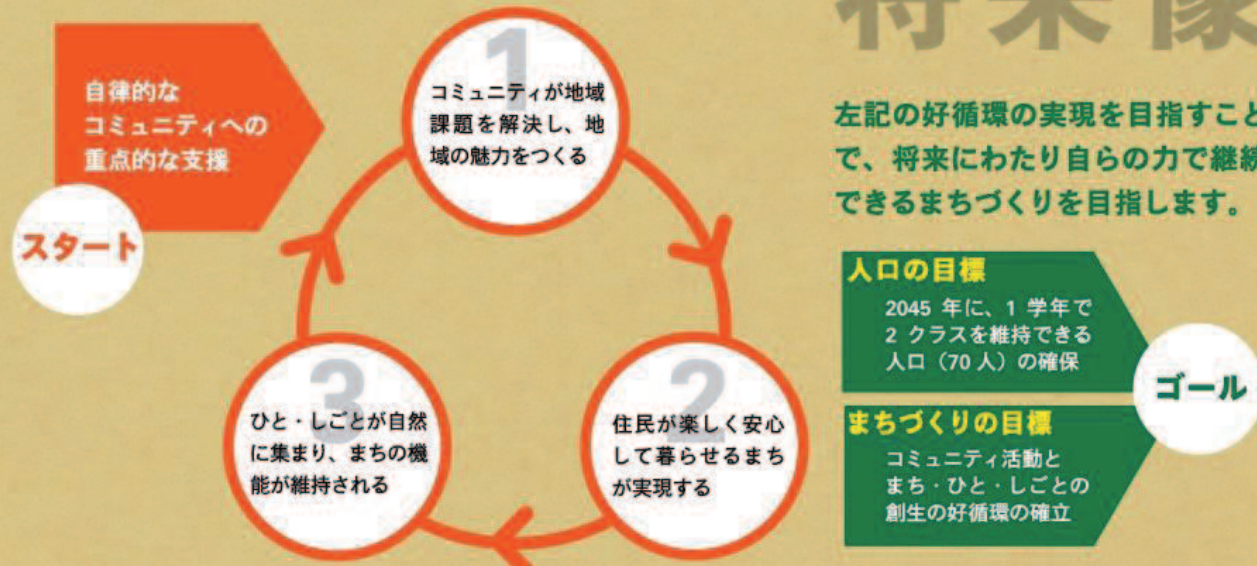 自律的な
コミュニティへの
重点的な支援
スタート
1
コミュニティが地域
課題を解決し、地
域の魅力をつくる
2
住民が楽しく安心
して暮らせるまち
が実現する
3
ひと・しごとが自然
に集まり、まちの機
能が維持される
将来像
左記の好循環の実現を目指すこと
で、将来にわたり自らの力で継続
できるまちづくりを目指します。
人口の目標
2045 年に、1 学年で
2 クラスを維持できる
人口（70 人）の確保
まちづくりの目標
コミュニティ活動と
まち・ひと・しごとの
創生の好循環の確立
ゴール